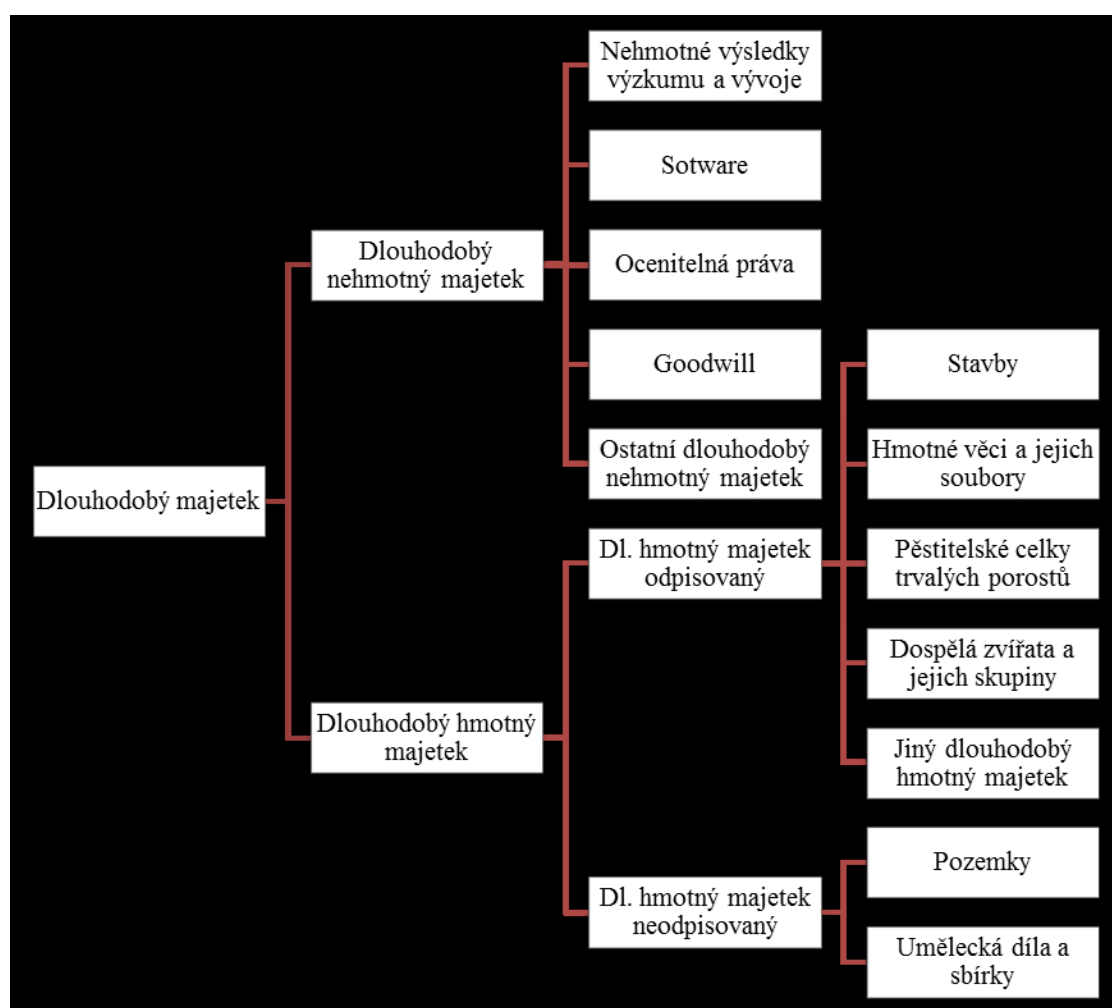 Nehmotné výsledky
výzkumu a vývoje
Sotware
Dlouhodobý
nehmotný majetek
Ocenitelná práva
Goodwill
Stavby
Ostatní dlouhodobý
nehmotný majetek
Hmotné věci a jejich
soubory
Dlouhodobý majetek
Dl. hmotný majetek
odpisovaný
Pěstitelské celky
trvalých porostů
Dospělá zvířata a
jejich skupiny
Dlouhodobý hmotný
majetek
Jiný dlouhodobý
hmotný majetek
Pozemky
Dl. hmotný majetek
neodpisovaný
Umělecká díla a
sbírky